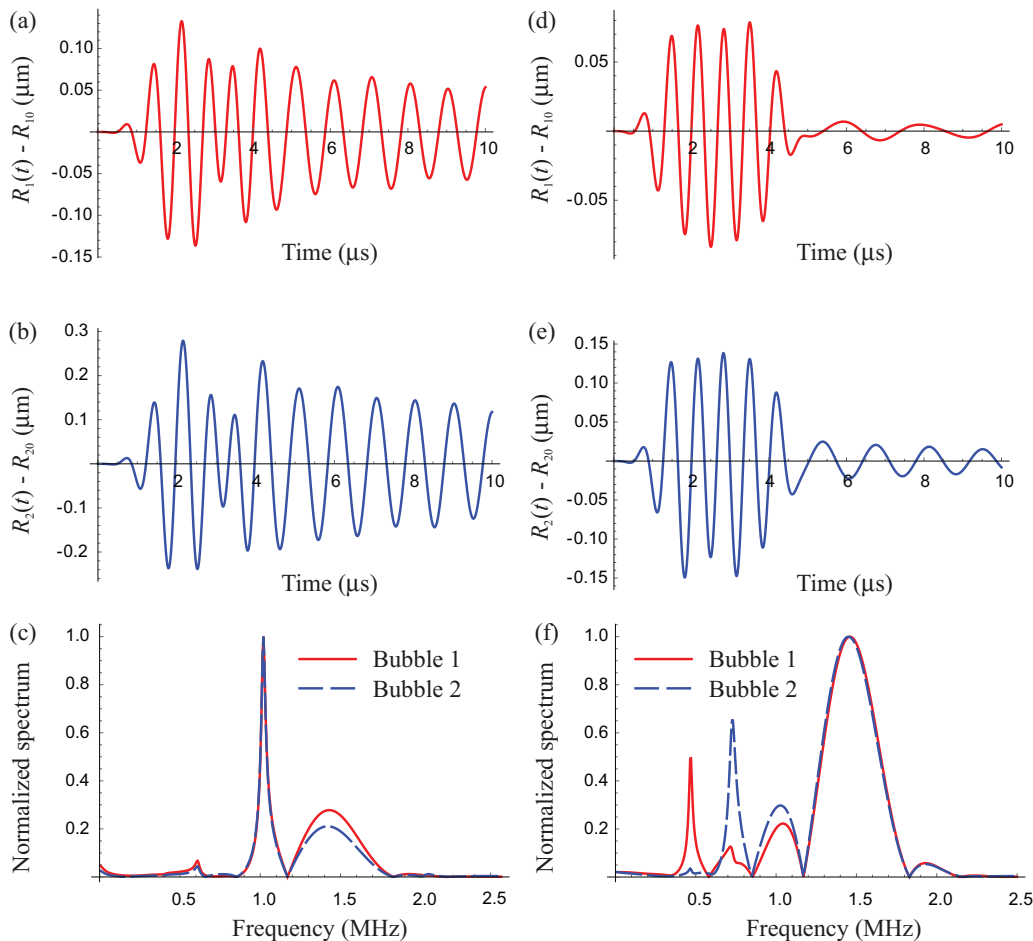 (a)
R₁(t) - R₁₀ (μm)
0.10
0.05
-0.05
-0.10
-0.15
2
4
6
8
10
Time (μs)
(d)
R₁(t) - R₁₀ (μm)
0.05
-0.05
2
4
6
8
10
Time (μs)
(b)
R₂(t) - R₂₀ (μm)
0.3
0.2
0.1
-0.1
-0.2
2
4
6
8
10
Time (μs)
(e)
R₂(t) - R₂₀ (μm)
0.15
0.10
0.05
-0.05
-0.10
-0.15
2
4
6
8
10
Time (μs)
(c)
Normalized spectrum
1.0
0.8
0.6
0.4
0.2
Bubble 1
Bubble 2
0.5
1.0
1.5
2.0
2.5
Frequency (MHz)
(f)
Normalized spectrum
1.0
0.8
0.6
0.4
0.2
Bubble 1
Bubble 2
0.5
1.0
1.5
2.0
2.5
Frequency (MHz)